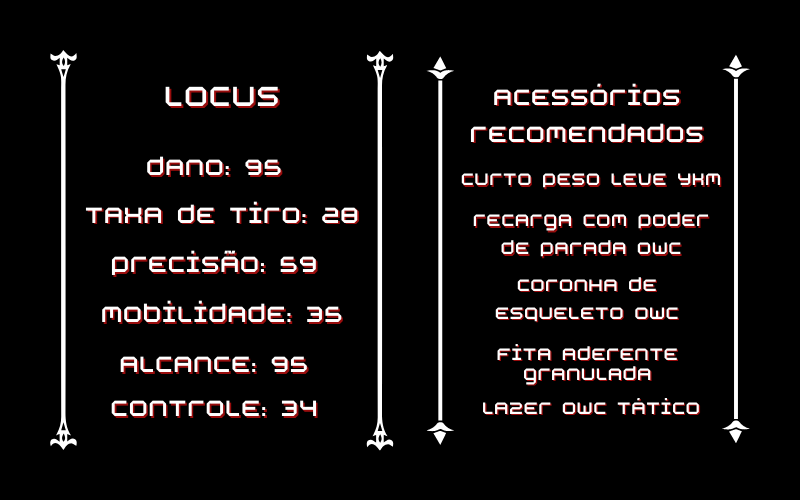 LOCUS
DANO: 95
TAXA DE TIRO: 28
PRECISÃO: 59
MOBILIDADE: 35
ALCANCE: 95
CONTROLE: 34
ACESSÓRIOS
RECOMENDADOS
CURTO PESO LEVE YKM
RECARGA COM PODER
DE PARADA OWC
CORONHA DE
ESQUELETO OWC
FITA ADERENTE
GRANULADA
LAZER OWC TÁTICO